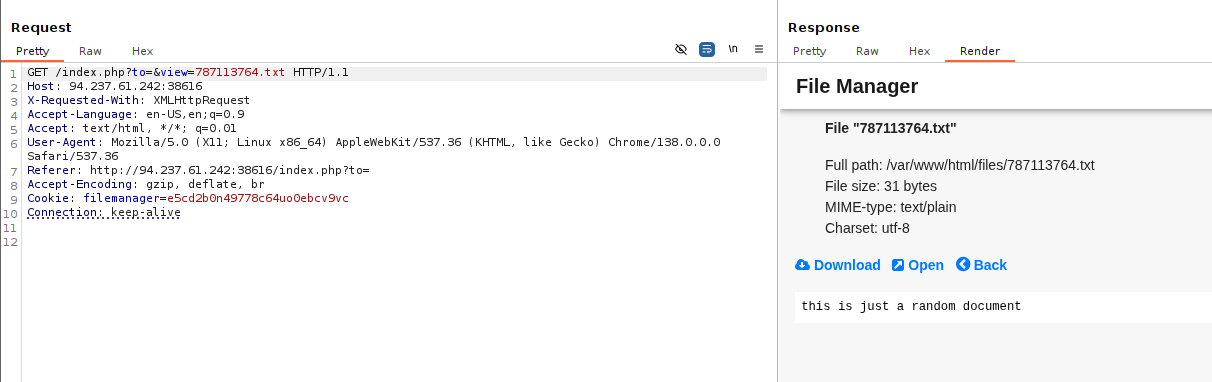 Request
Pretty Raw Hex
\n
1 GET /index.php?to=&view=787113764.txt HTTP/1.1
2 Host: 94.237.61.242:38616
3 X-Requested-With: XMLHttpRequest
4 Accept-Language: en-US,en;q=0.9
5 Accept: text/html, */*; q=0.01
6 User-Agent: Mozilla/5.0 (X11; Linux x86_64) AppleWebKit/537.36 (KHTML, like Gecko) Chrome/138.0.0.0
Safari/537.36
7 Referer: http://94.237.61.242:38616/index.php?to=
8 Accept-Encoding: gzip, deflate, br
9 Cookie: filemanager=e5cd2b0n49778c64uo0ebcv9vc
10 Connection: keep-alive
11
12
Response
Pretty Raw Hex Render
File Manager
File "787113764.txt"
Full path: /var/www/html/files/787113764.txt
File size: 31 bytes
MIME-type: text/plain
Charset: utf-8
Download Open Back
this is just a random document